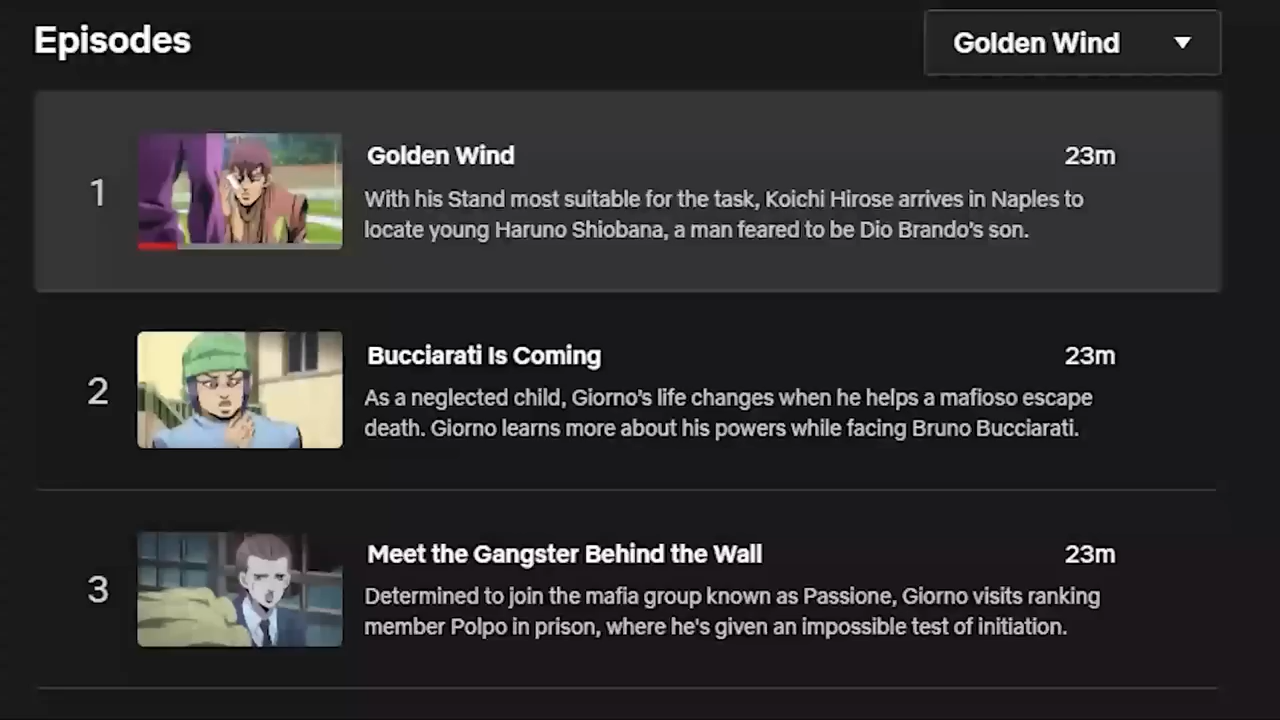 Episodes
Golden Wind
1
Golden Wind
23m
With his Stand most suitable for the task, Koichi Hirose arrives in Naples to
locate young Haruno Shiobana, a man feared to be Dio Brando's son.
2
Bucciarati Is Coming
23m
As a neglected child, Giorno's life changes when he helps a mafioso escape
death. Giorno learns more about his powers while facing Bruno Bucciarati.
3
Meet the Gangster Behind the Wall
23m
Determined to join the mafia group known as Passione, Giorno visits ranking
member Polpo in prison, where he's given an impossible test of initiation.